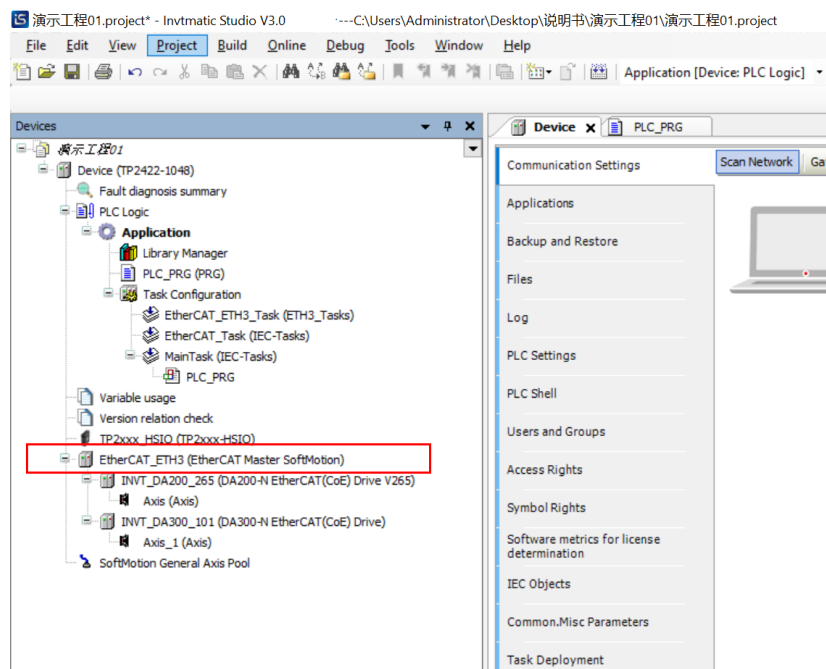 演示工程01.project* - Invtmatic Studio V3.0 ---C:\Users\Administrator\Desktop\说明书\演示工程01\演示工程01.project
File Edit View Project Build Online Debug Tools Window Help
Application [Device: PLC Logic]
Devices
演示工程01
Device (TP2422-1048)
Fault diagnosis summary
PLC Logic
Application
Library Manager
PLC_PRG (PRG)
Task Configuration
EtherCAT_ETH3_Task (ETH3_Tasks)
EtherCAT_Task (IEC-Tasks)
MainTask (IEC-Tasks)
PLC_PRG
Variable usage
Version relation check
TP2xxx_HSIO (TP2xxx-HSIO)
EtherCAT_ETH3 (EtherCAT Master SoftMotion)
INVT_DA200_265 (DA200-N EtherCAT(CoE) Drive V265)
Axis (Axis)
INVT_DA300_101 (DA300-N EtherCAT(CoE) Drive)
Axis_1 (Axis)
SoftMotion General Axis Pool
Device PLC_PRG
Communication Settings
Applications
Backup and Restore
Files
Log
PLC Settings
PLC Shell
Users and Groups
Access Rights
Symbol Rights
Software metrics for license
determination
IEC Objects
Common.Misc Parameters
Task Deployment
Scan Network Ga